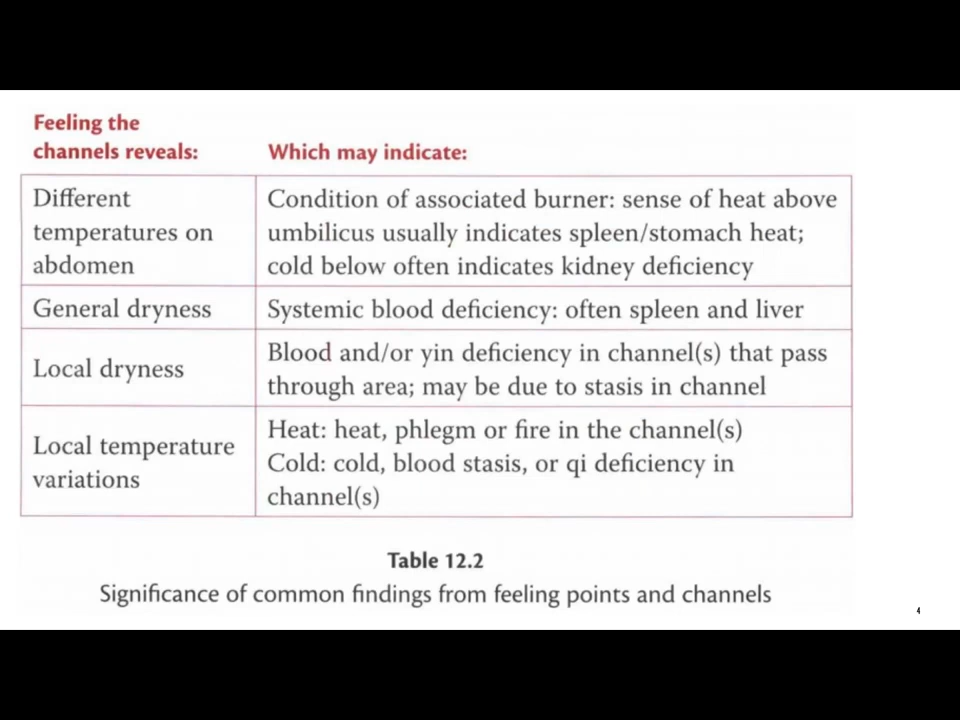 Feeling the
channels reveals:
Which may indicate:
Different
temperatures on
abdomen
Condition of associated burner: sense of heat above
umbilicus usually indicates spleen/stomach heat;
cold below often indicates kidney deficiency
General dryness
Systemic blood deficiency: often spleen and liver
Local dryness
Blood and/or yin deficiency in channel(s) that pass
through area; may be due to stasis in channel
Local temperature
variations
Heat: heat, phlegm or fire in the channel(s)
Cold: cold, blood stasis, or qi deficiency in
channel(s)
Table 12.2
Significance of common findings from feeling points and channels
4